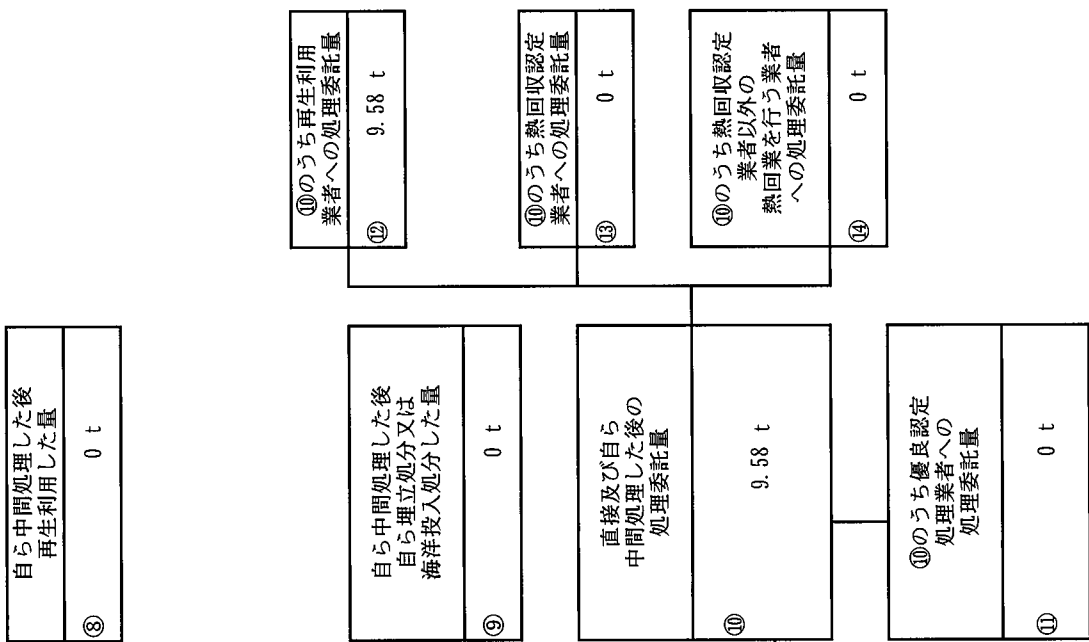 自ら中間処理した後
再生利用した量
⑧
0 t
自ら中間処理した後
自ら埋立処分又は
海洋投入処分した量
⑨
0 t
直接及び自ら
中間処理した後の
処理委託量
⑩
9.58 t
⑩のうち優良認定
処理業者への
処理委託量
⑪
0 t
⑩のうち再生利用
業者への処理委託量
⑫
9.58 t
⑩のうち熱回収認定
業者への処理委託量
⑬
0 t
⑩のうち熱回収認定
業者以外の
熱回業を行う業者
への処理委託量
⑭
0 t